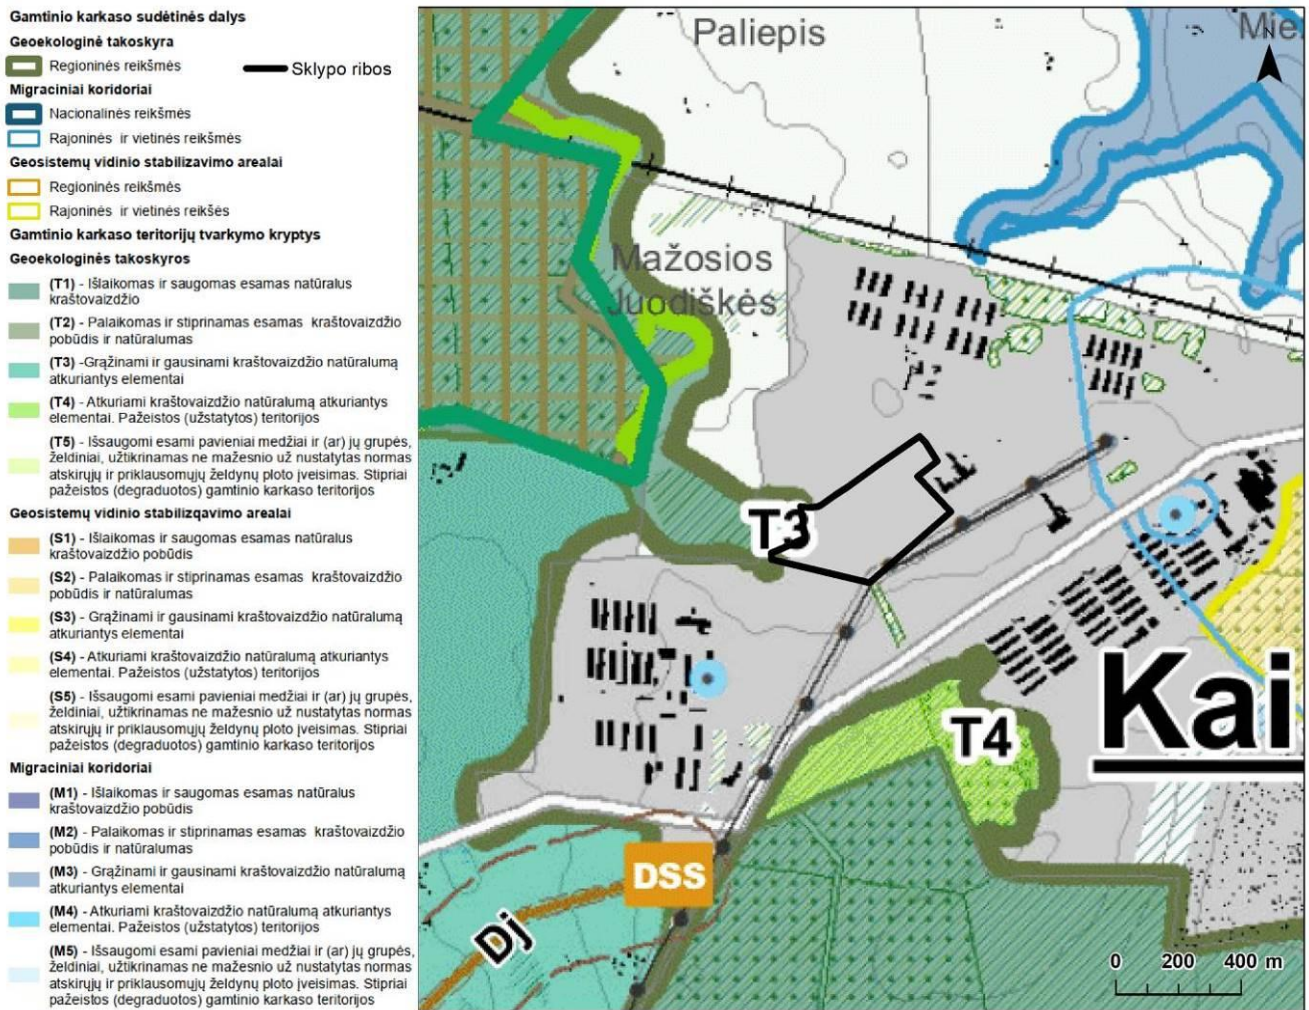 Gamtinio karkaso sudėtinės dalys
Geoekologinė takoskyra
Regioninės reikšmės
Sklypo ribos
Migraciniai koridoriai
Nacionalinės reikšmės
Rajoninės ir vietinės reikšmės
Geosistemų vidinio stabilizavimo arealai
Regioninės reikšmės
Rajoninės ir vietinės reikšės
Gamtinio karkaso teritorijų tvarkymo kryptys
Geoekologinės takoskyros
(T1) - Išlaikomas ir saugomas esamas natūralus
kraštovaizdžio
(T2) - Palaikomas ir stiprinamas esamas kraštovaizdžio
pobūdis ir natūralumas
(T3) -Grąžinami ir gausinami kraštovaizdžio natūralumą
atkuriantys elementai
(T4) - Atkuriami kraštovaizdžio natūralumą atkuriantys
elementai. Pažeistos (užstatytos) teritorijos
(T5) - Išsaugomi esami pavieniai medžiai ir (ar) jų grupės,
želdiniai, užtikrinamas ne mažesnio už nustatytas normas
atskirųjų ir priklausomųjų želdynų ploto įveisimas. Stipriai
pažeistos (degraduotos) gamtinio karkaso teritorijos
Geosistemų vidinio stabilizqavimo arealai
(S1) - Išlaikomas ir saugomas esamas natūralus
kraštovaizdžio pobūdis
(S2) - Palaikomas ir stiprinamas esamas kraštovaizdžio
pobūdis ir natūralumas
(S3) - Grąžinami ir gausinami kraštovaizdžio natūralumą
atkuriantys elementai
(S4) - Atkuriami kraštovaizdžio natūralumą atkuriantys
elementai. Pažeistos (užstatytos) teritorijos
(S5) - Išsaugomi esami pavieniai medžiai ir (ar) jų grupės,
želdiniai, užtikrinamas ne mažesnio už nustatytas normas
atskirųjų ir priklausomųjų želdynų ploto įveisimas. Stipriai
pažeistos (degraduotos) gamtinio karkaso teritorijos
Migraciniai koridoriai
(M1) - Išlaikomas ir saugomas esamas natūralus
kraštovaizdžio pobūdis
(M2) - Palaikomas ir stiprinamas esamas kraštovaizdžio
pobūdis ir natūralumas
(M3) - Grąžinami ir gausinami kraštovaizdžio natūralumą
atkuriantys elementai
(M4) - Atkuriami kraštovaizdžio natūralumą atkuriantys
elementai. Pažeistos (užstatytos) teritorijos
(M5) - Išsaugomi esami pavieniai medžiai ir (ar) jų grupės,
želdiniai, užtikrinamas ne mažesnio už nustatytas normas
atskirųjų ir priklausomųjų želdynų ploto įveisimas. Stipriai
pažeistos (degraduotos) gamtinio karkaso teritorijos
Paliepis
Mie
N
Mažosios
Juodiškės
T3
Kai
T4
DSS
Dj
0 200 400 m